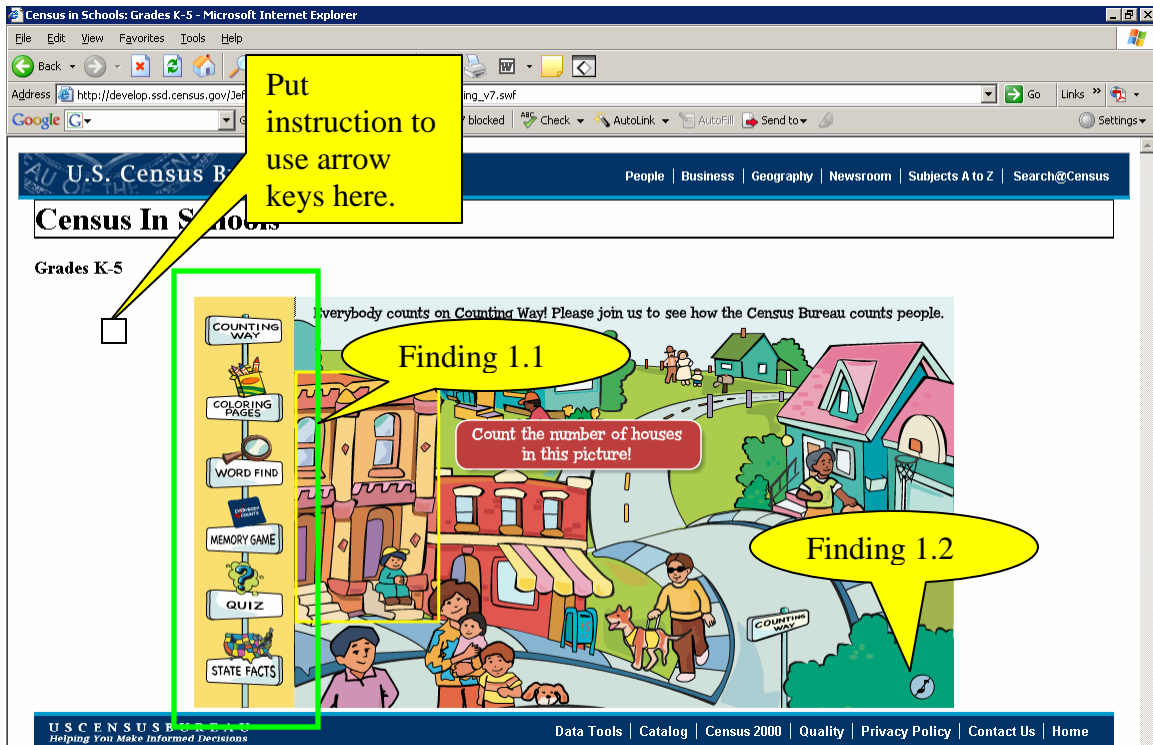 Census in Schools: Grades K-5 - Microsoft Internet Explorer
File Edit View Favorites Tools Help
Back
Address http://develop.ssd.census.gov/Jef ing_v7.swf Go Links »
Google G blocked ABC Check AutoLink AutoFill Send to Settings
Put
instruction to
use arrow
keys here.
U.S. Census B People | Business | Geography | Newsroom | Subjects A to Z | Search@Census
Census In Schools
Grades K-5
Everybody counts on Counting Way! Please join us to see how the Census Bureau counts people.
COUNTING
WAY
Finding 1.1
COLORING
PAGES
Count the number of houses
in this picture!
WORD FIND
EVERYBODY
COUNTS
MEMORY GAME
Finding 1.2
?
QUIZ
COUNTING
WAY
STATE FACTS
U S C E N S U S B U R E A U
Helping You Make Informed Decisions
Data Tools | Catalog | Census 2000 | Quality | Privacy Policy | Contact Us | Home